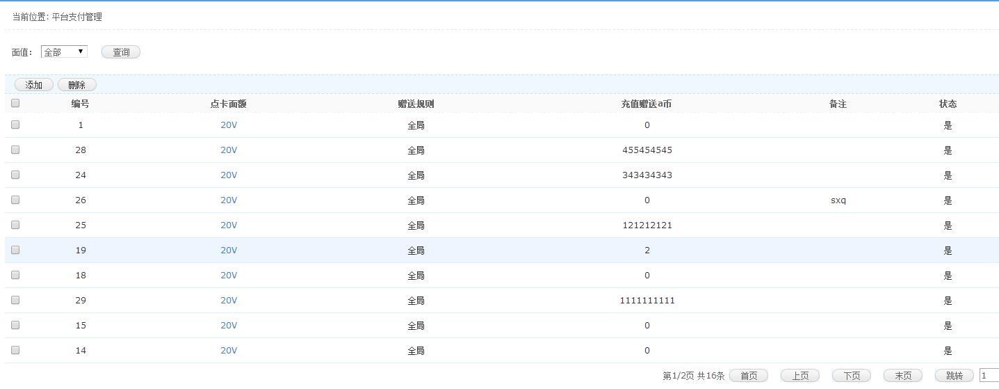 当前位置: 平台支付管理
面值: 全部 查询
添加 删除
编号 点卡面额 赠送规则 充值赠送a币 备注 状态
1 20V 全局 0 是
28 20V 全局 455454545 是
24 20V 全局 343434343 是
26 20V 全局 0 sxq 是
25 20V 全局 121212121 是
19 20V 全局 2 是
18 20V 全局 0 是
29 20V 全局 1111111111 是
15 20V 全局 0 是
14 20V 全局 0 是
第1/2页 共16条 首页 上页 下页 末页 跳转 1